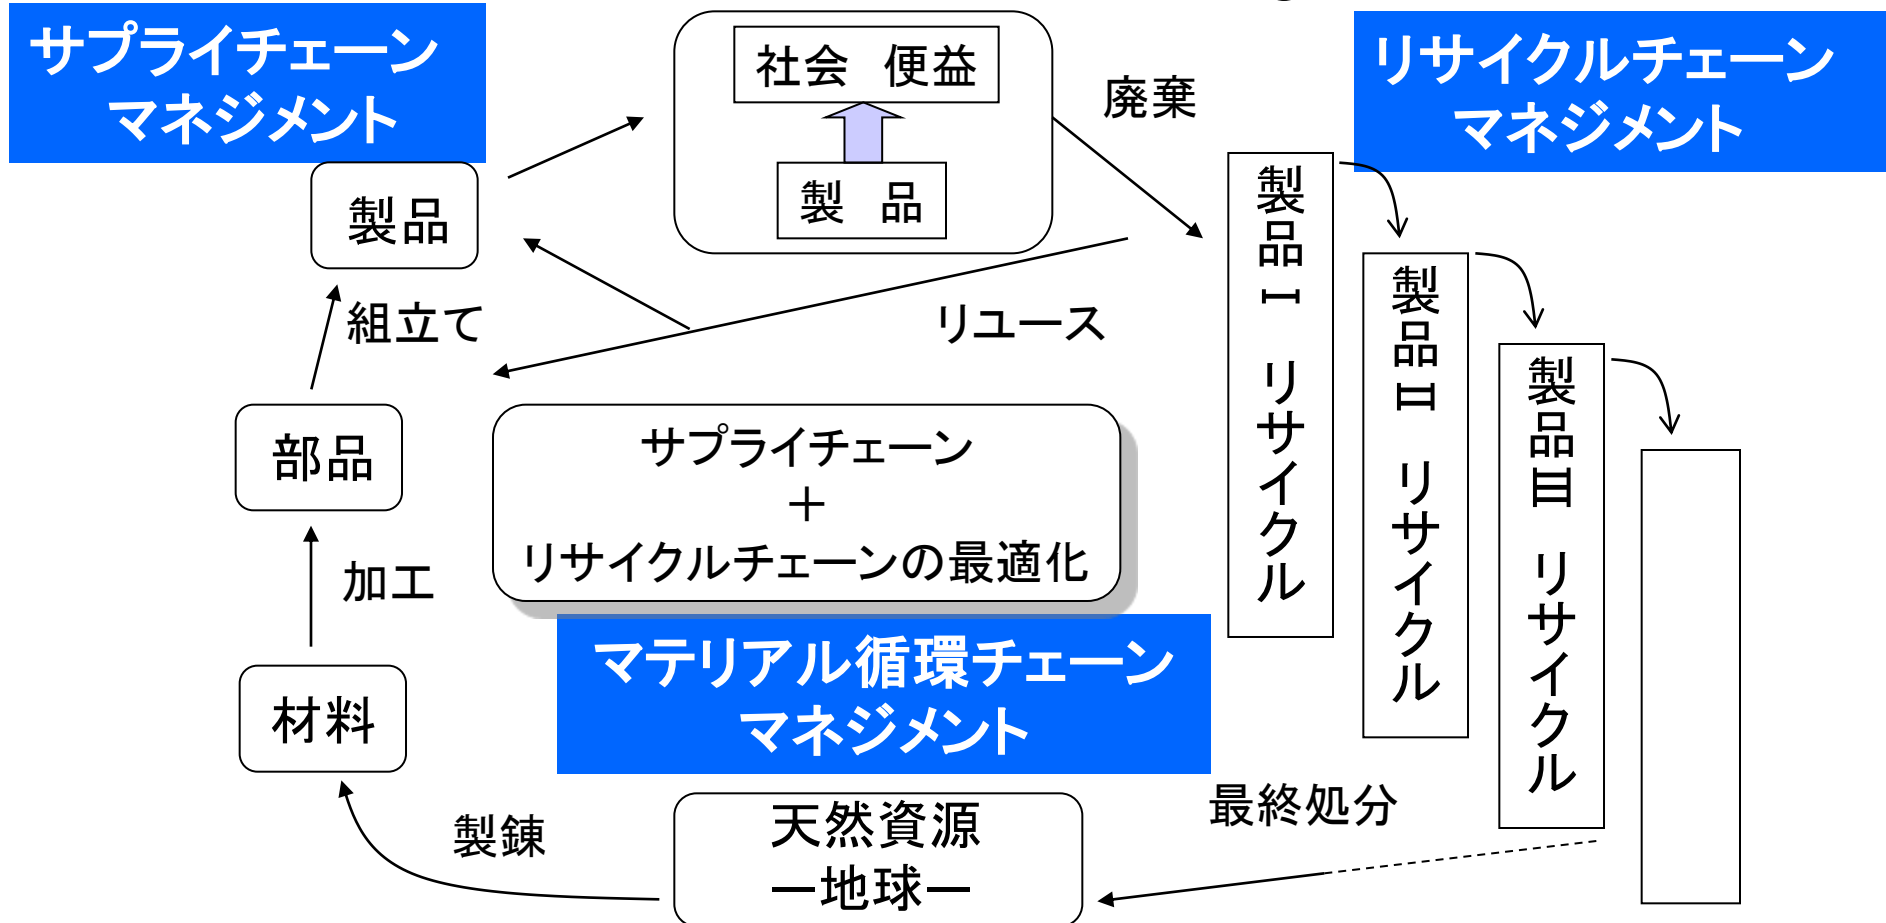 サプライチェーン
マネジメント
社会　便益
製　品
廃棄
リサイクルチェーン
マネジメント
製品
組立て
リユース
製品Ⅰ　リサイクル
製品Ⅱ　リサイクル
製品Ⅲ　リサイクル
部品
サプライチェーン
＋
リサイクルチェーンの最適化
加工
マテリアル循環チェーン
マネジメント
材料
最終処分
製錬
天然資源
―地球―